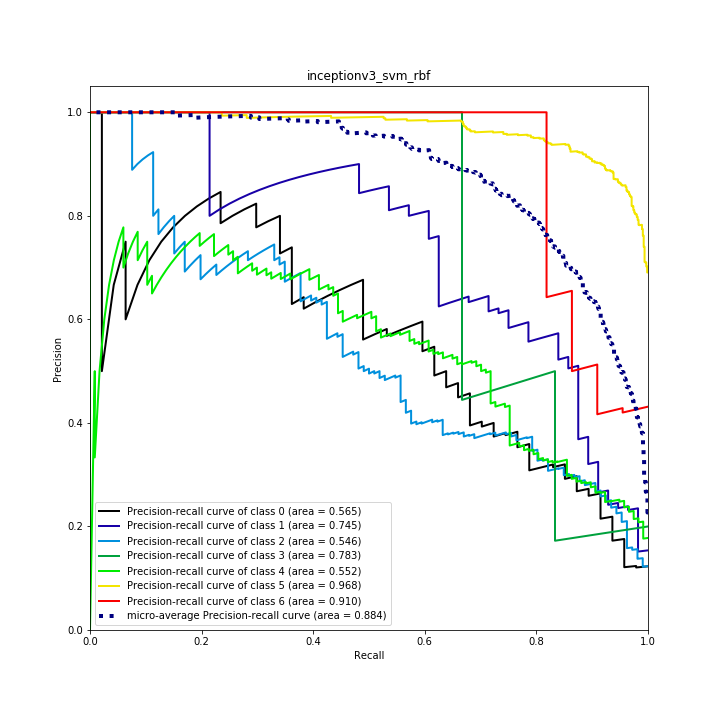 inceptionv3_svm_rbf
Precision
1.0
0.8
0.6
0.4
0.2
0.0
Precision-recall curve of class 0 (area = 0.565)
Precision-recall curve of class 1 (area = 0.745)
Precision-recall curve of class 2 (area = 0.546)
Precision-recall curve of class 3 (area = 0.783)
Precision-recall curve of class 4 (area = 0.552)
Precision-recall curve of class 5 (area = 0.968)
Precision-recall curve of class 6 (area = 0.910)
micro-average Precision-recall curve (area = 0.884)
0.0 0.2 0.4 0.6 0.8 1.0
Recall